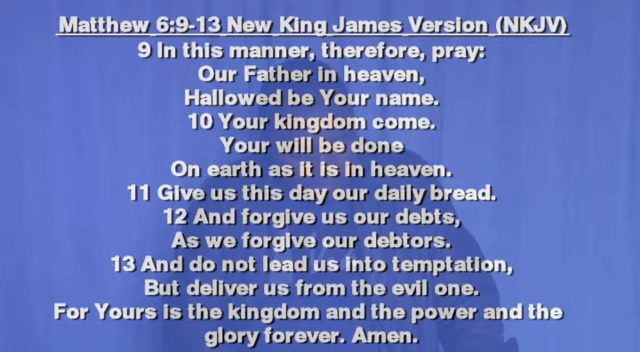 Matthew 6:9-13 New King James Version (NKJV)
9 In this manner, therefore, pray:
Our Father in heaven,
Hallowed be Your name.
10 Your kingdom come.
Your will be done
On earth as it is in heaven.
11 Give us this day our daily bread.
12 And forgive us our debts,
As we forgive our debtors.
13 And do not lead us into temptation,
But deliver us from the evil one.
For Yours is the kingdom and the power and the
glory forever. Amen.